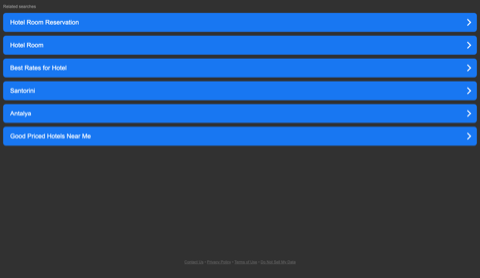 Related searches
Hotel Room Reservation
Hotel Room
Best Rates for Hotel
Santorini
Antalya
Good Priced Hotels Near Me
Contact Us - Privacy Policy - Terms of Use - Do Not Sell My Data